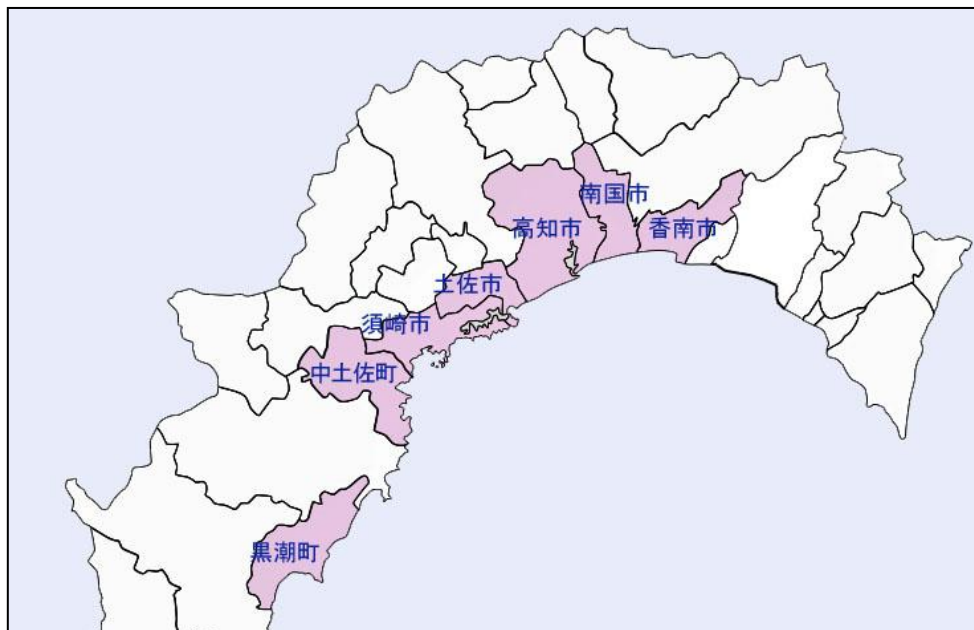 南国市
高知市
香南市
土佐市
須崎市
中土佐町
黒潮町